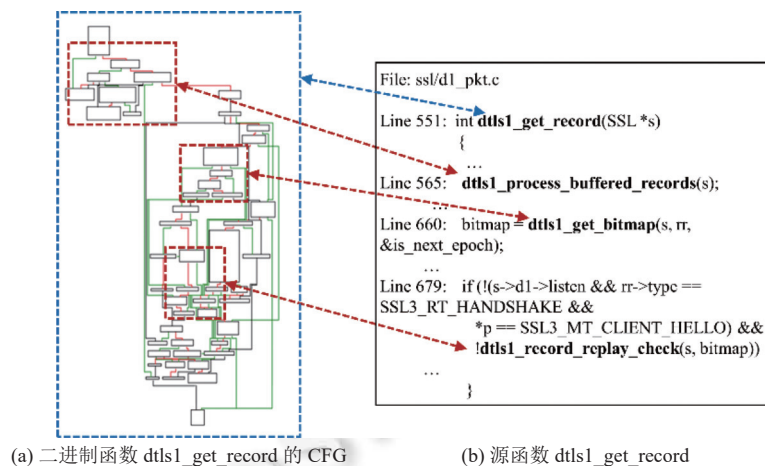 File: ssl/d1_pkt.c
Line 551: int dtls1_get_record(SSL *s)
{
…
Line 565: dtls1_process_buffered_records(s);
…
Line 660: bitmap = dtls1_get_bitmap(s, rr,
&is_next_epoch);
…
Line 679: if (!(s->d1->listen && rr->type ==
SSL3_RT_HANDSHAKE &&
*p == SSL3_MT_CLIENT_HELLO) &&
!dtls1_record_replay_check(s, bitmap))
…
}
(a) 二进制函数 dtls1_get_record 的 CFG
(b) 源函数 dtls1_get_record